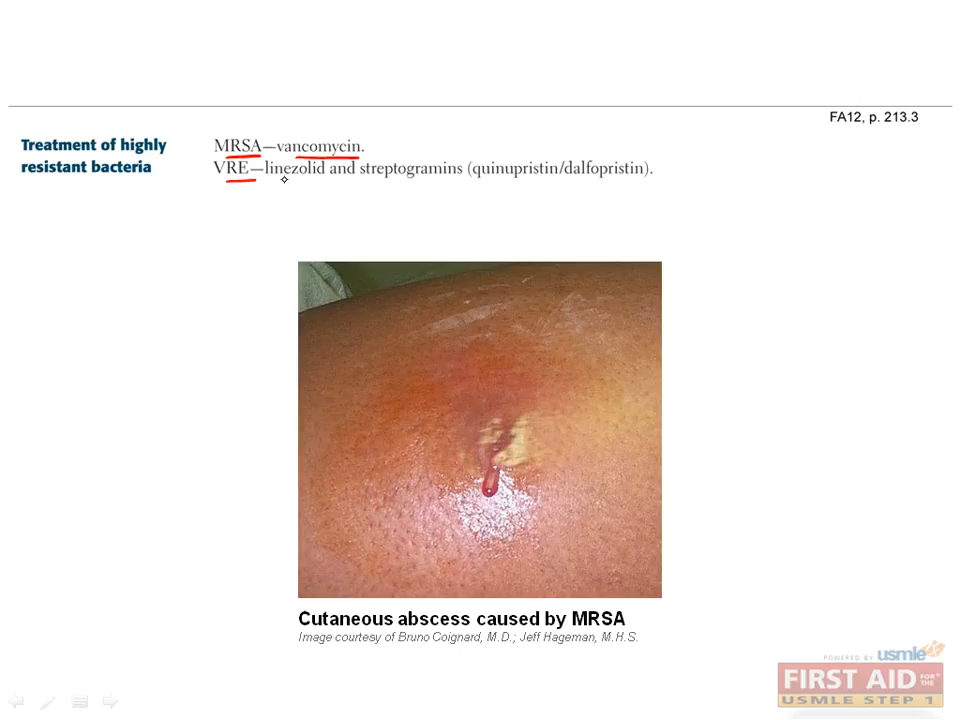 FA12, p. 213.3
Treatment of highly
resistant bacteria
MRSA—vancomycin.
VRE—linezolid and streptogramins (quinupristin/dalfopristin).
Cutaneous abscess caused by MRSA
Image courtesy of Bruno Coignard, M.D.; Jeff Hageman, M.H.S.
POWERED BY usmlerx
FIRST AID FOR THE®
USMLE STEP 1